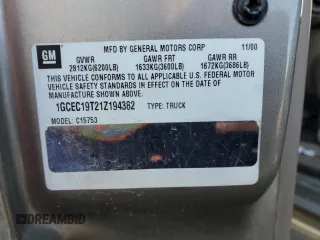 MFD BY GENERAL MOTORS CORP 11/00
GM
GVWR GAWR FRT GAWR RR
2812KG(6200LB) 1633KG(3600LB) 1672KG(3686LB)
THIS VEHICLE CONFORMS TO ALL APPLICABLE U.S. FEDERAL
MOTOR VEHICLE SAFETY STANDARDS IN EFFECT ON THE DATE OF
MANUFACTURE SHOWN ABOVE.
1GCEC19T21Z194382 TYPE: TRUCK
MODEL: C15753
DREAMBID